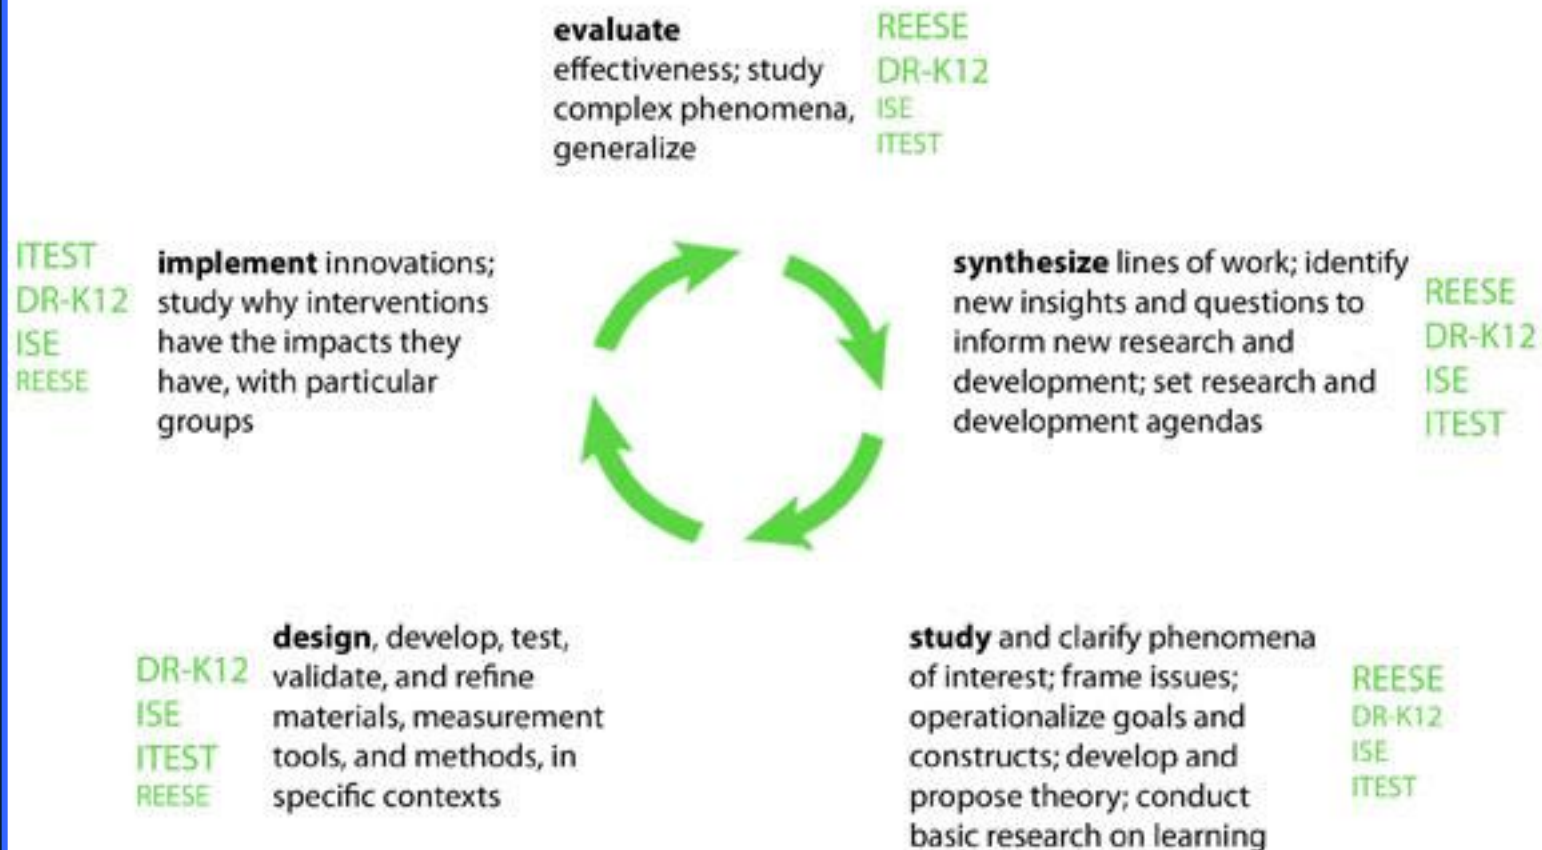 evaluate
effectiveness; study
complex phenomena,
generalize
REESE
DR-K12
ISE
ITEST
ITEST
DR-K12
ISE
REESE
implement innovations;
study why interventions
have the impacts they
have, with particular
groups
synthesize lines of work; identify
new insights and questions to
inform new research and
development; set research and
development agendas
REESE
DR-K12
ISE
ITEST
DR-K12
ISE
ITEST
REESE
design, develop, test,
validate, and refine
materials, measurement
tools, and methods, in
specific contexts
study and clarify phenomena
of interest; frame issues;
operationalize goals and
constructs; develop and
propose theory; conduct
basic research on learning
REESE
DR-K12
ISE
ITEST